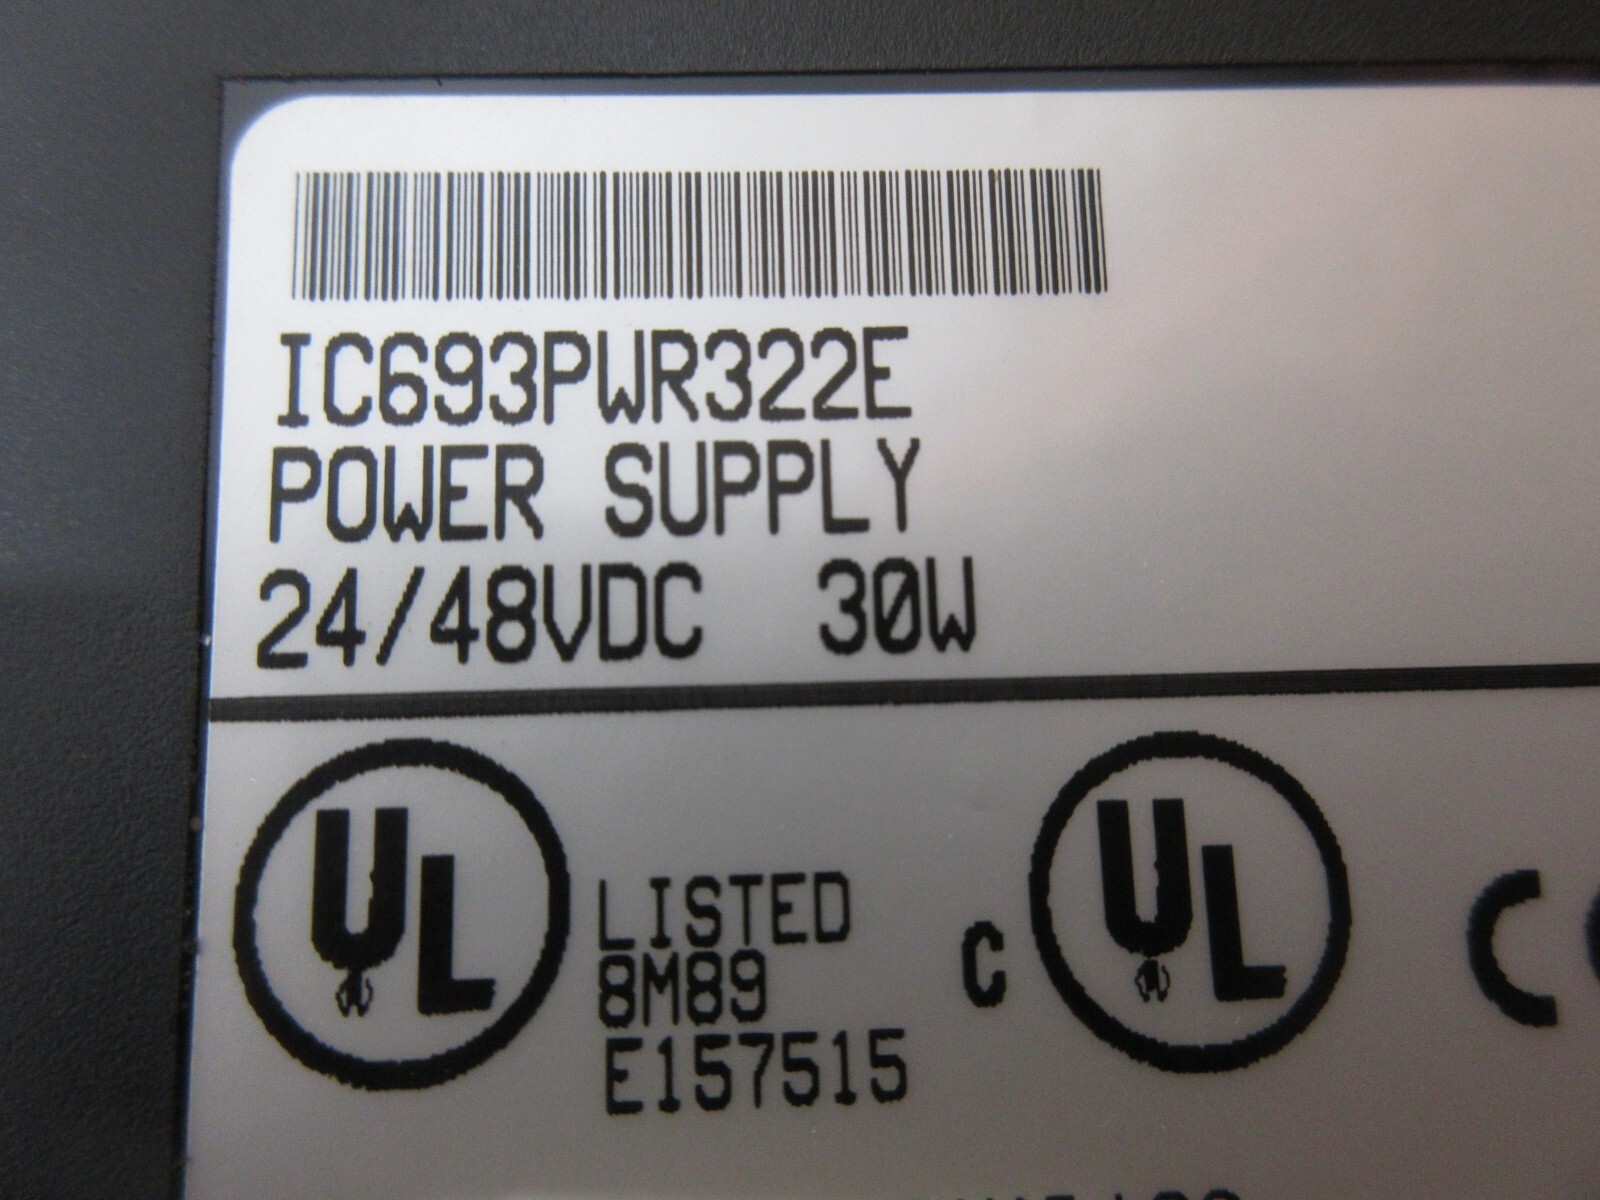 IC693PWR322E
POWER SUPPLY
24/48VDC 30W
UL
LISTED
8M89
E157515
C UL